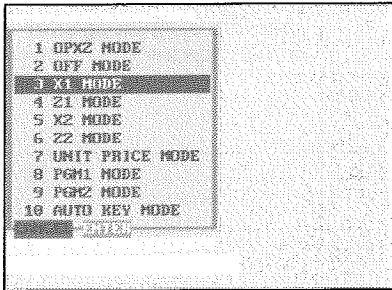 1 OPX2 MODE
2 OFF MODE
3 X1 MODE
4 Z1 MODE
5 X2 MODE
6 Z2 MODE
7 UNIT PRICE MODE
8 PGM1 MODE
9 PGM2 MODE
10 AUTO KEY MODE
ENTER